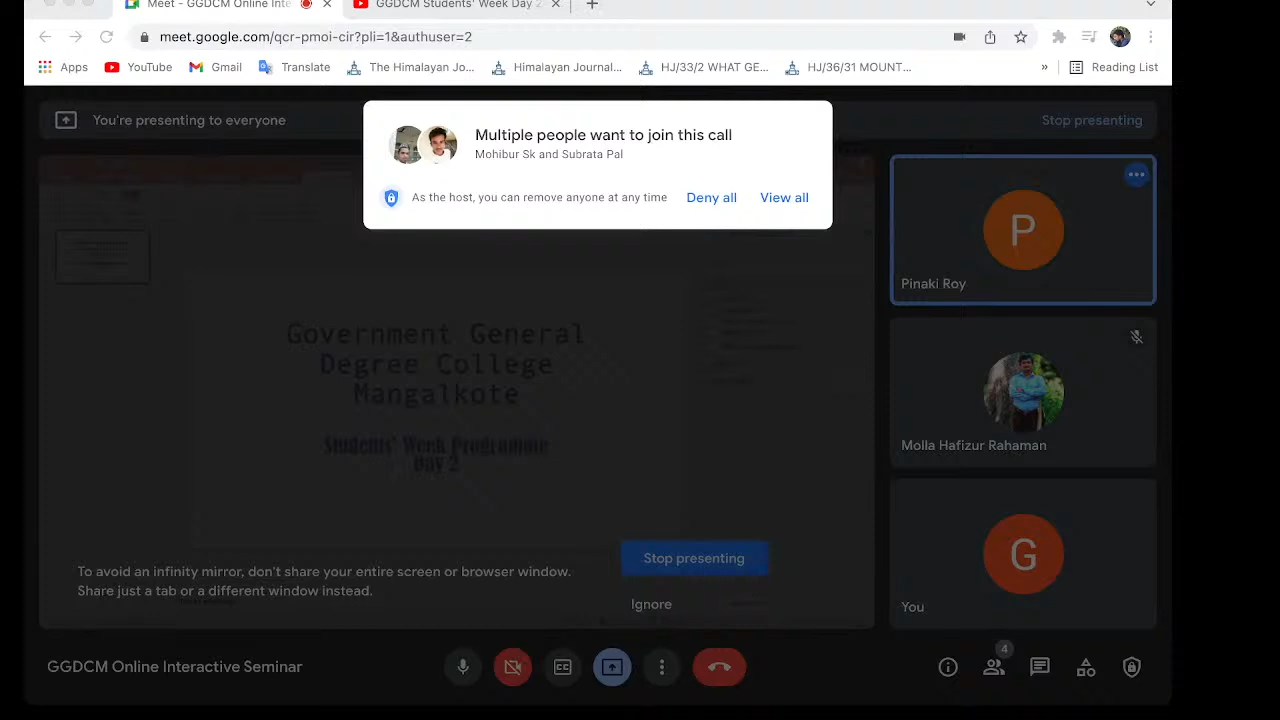 Meet - GGDCM Online Inte
GGDCM Students' Week Day 2
meet.google.com/qcr-pmoi-cir?pli=1&authuser=2
Apps YouTube Gmail Translate The Himalayan Jo... Himalayan Journal... HJ/33/2 WHAT GE... HJ/36/31 MOUNT... » Reading List
You're presenting to everyone
Stop presenting
Multiple people want to join this call
Mohibur Sk and Subrata Pal
As the host, you can remove anyone at any time Deny all View all
P
Pinaki Roy
Government General
Degree College
Mangalkote
Students' Week Programme
Day 2
Molla Hafizur Rahaman
To avoid an infinity mirror, don't share your entire screen or browser window.
Share just a tab or a different window instead.
Stop presenting
Ignore
G
You
GGDCM Online Interactive Seminar
CC
4